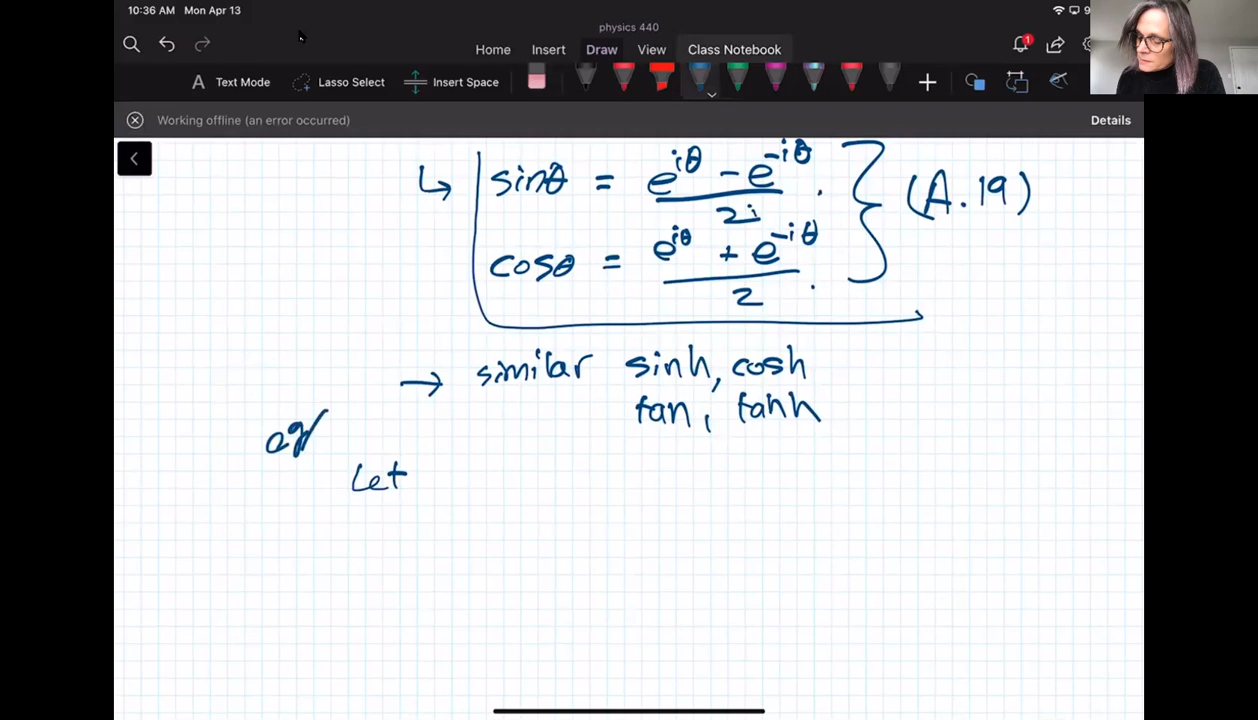 10:36 AM Mon Apr 13
9
physics 440
Home Insert Draw View Class Notebook
1
A Text Mode Lasso Select Insert Space
Working offline (an error occurred) Details
↳ sinθ = (e^{iθ} - e^{-iθ})/2i .
cosθ = (e^{iθ} + e^{-iθ})/2 .
} (A.19)
→ similar sinh, cosh
tan, tanh
Let